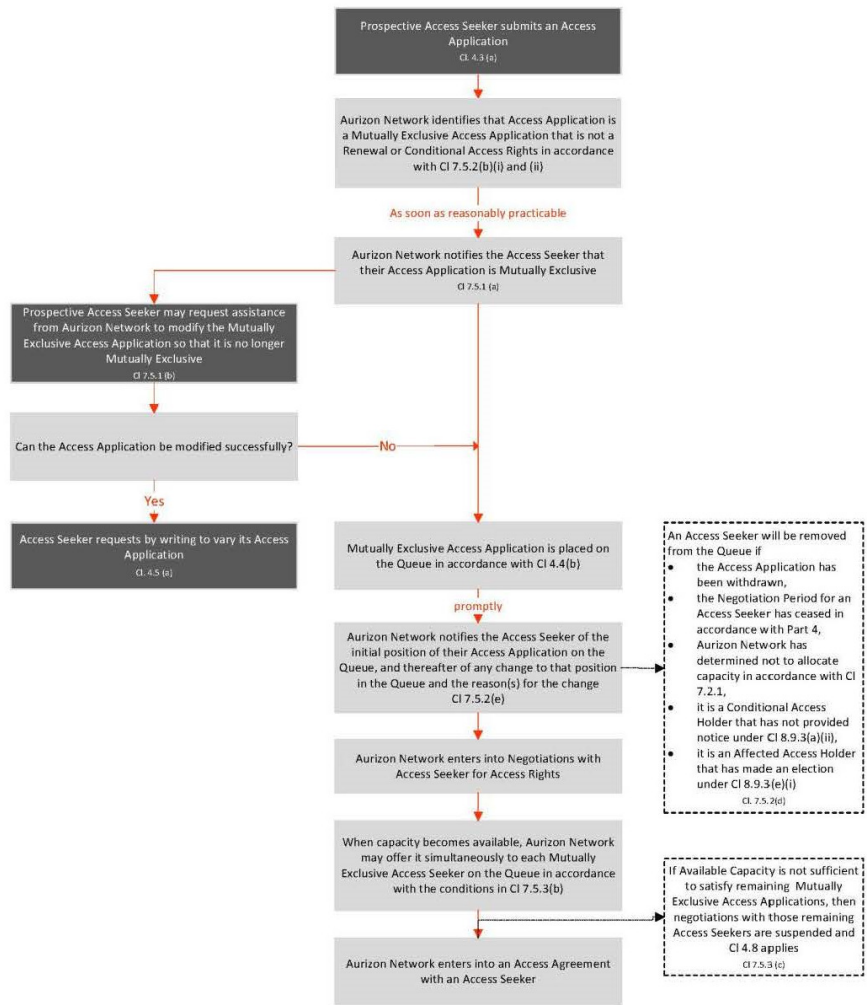 Prospective Access Seeker submits an Access
Application
Cl. 4.3 (a)
Aurizon Network identifies that Access Application is
a Mutually Exclusive Access Application that is not a
Renewal or Conditional Access Rights in accordance
with Cl 7.5.2(b)(i) and (ii)
As soon as reasonably practicable
Aurizon Network notifies the Access Seeker that
their Access Application is Mutually Exclusive
Cl 7.5.1 (a)
Prospective Access Seeker may request assistance
from Aurizon Network to modify the Mutually
Exclusive Access Application so that it is no longer
Mutually Exclusive
Cl 7.5.1 (b)
Can the Access Application be modified successfully?
No
Yes
Access Seeker requests by writing to vary its Access
Application
Cl. 4.5 (a)
Mutually Exclusive Access Application is placed on
the Queue in accordance with Cl 4.4(b)
promptly
Aurizon Network notifies the Access Seeker of the
initial position of their Access Application on the
Queue, and thereafter of any change to that position
in the Queue and the reason(s) for the change
Cl 7.5.2(e)
An Access Seeker will be removed
from the Queue if
• the Access Application has
been withdrawn,
• the Negotiation Period for an
Access Seeker has ceased in
accordance with Part 4,
• Aurizon Network has
determined not to allocate
capacity in accordance with Cl
7.2.1,
• it is a Conditional Access
Holder that has not provided
notice under Cl 8.9.3(a)(ii),
• it is an Affected Access Holder
that has made an election
under Cl 8.9.3(e)(i)
Cl. 7.5.2(d)
Aurizon Network enters into Negotiations with
Access Seeker for Access Rights
When capacity becomes available, Aurizon Network
may offer it simultaneously to each Mutually
Exclusive Access Seeker on the Queue in accordance
with the conditions in Cl 7.5.3(b)
If Available Capacity is not sufficient
to satisfy remaining Mutually
Exclusive Access Applications, then
negotiations with those remaining
Access Seekers are suspended and
Cl 4.8 applies
Cl 7.5.3 (c)
Aurizon Network enters into an Access Agreement
with an Access Seeker